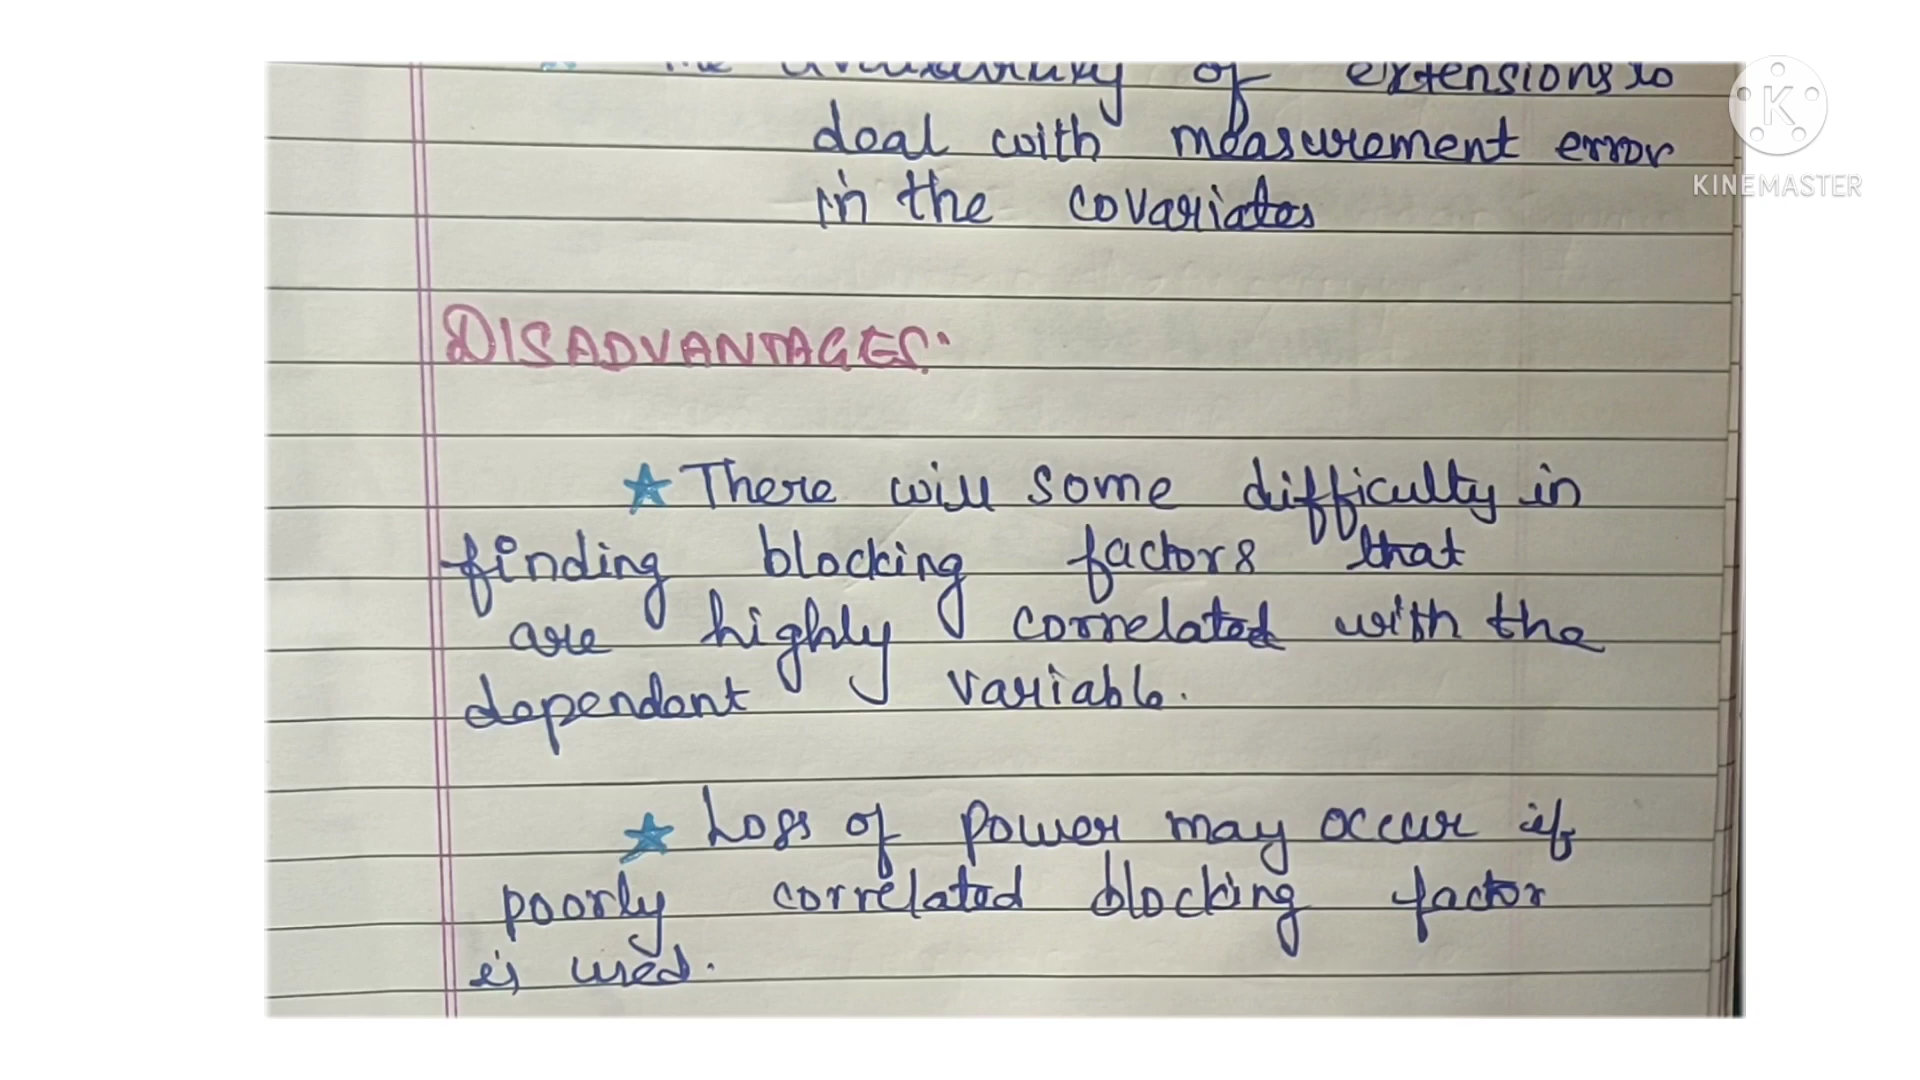 The availability of extensions to
deal with measurement error
in the covariates
KINEMASTER
DISADVANTAGES:
There will some difficulty in
finding blocking factors that
are highly correlated with the
dependent variable.
Loss of power may occur if
poorly correlated blocking factor
is used.